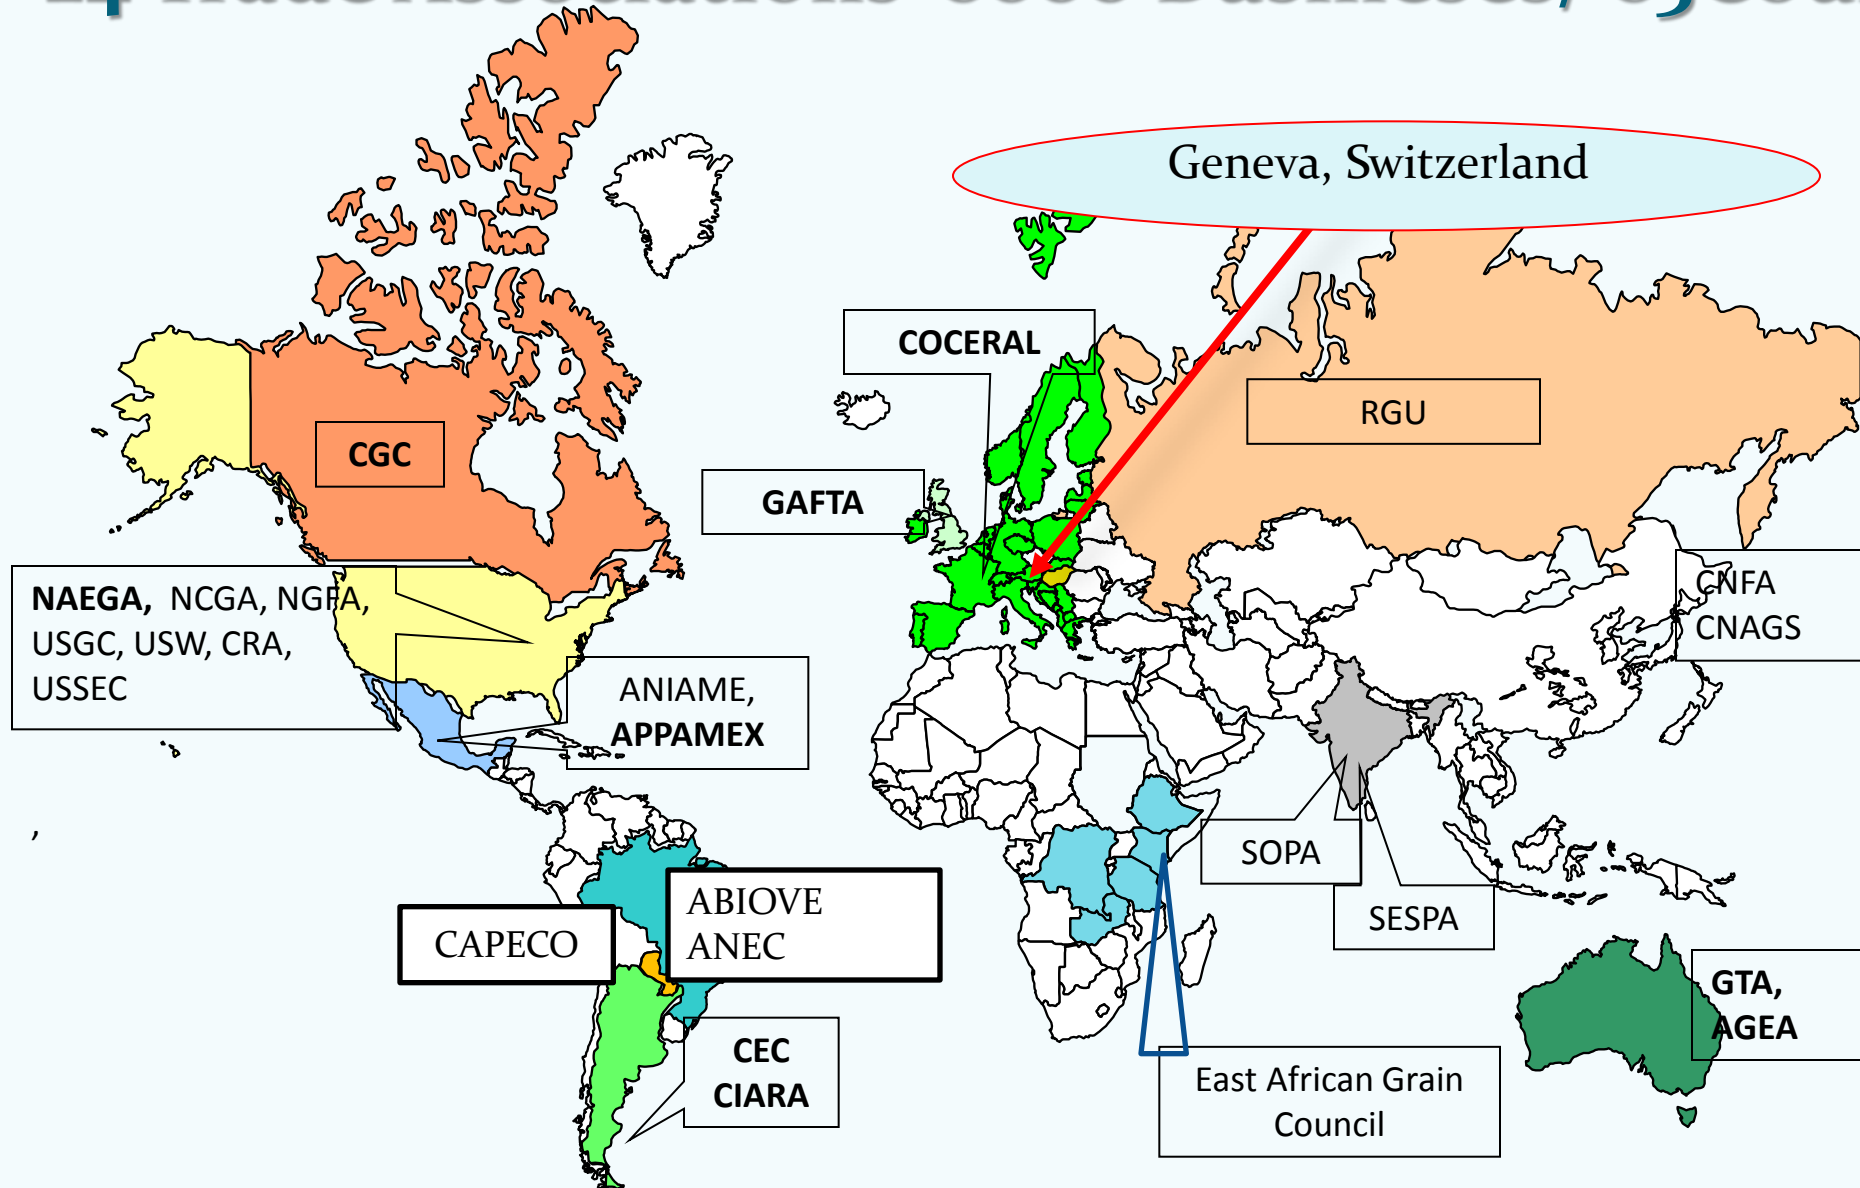 Geneva, Switzerland
COCERAL
RGU
CGC
GAFTA
NAEGA, NCGA, NGFA,
USGC, USW, CRA,
USSEC
CNFA
CNAGS
ANIAME,
APPAMEX
,
SOPA
SESPA
ABIOVE
ANEC
CAPECO
GTA,
AGEA
CEC
CIARA
East African Grain
Council